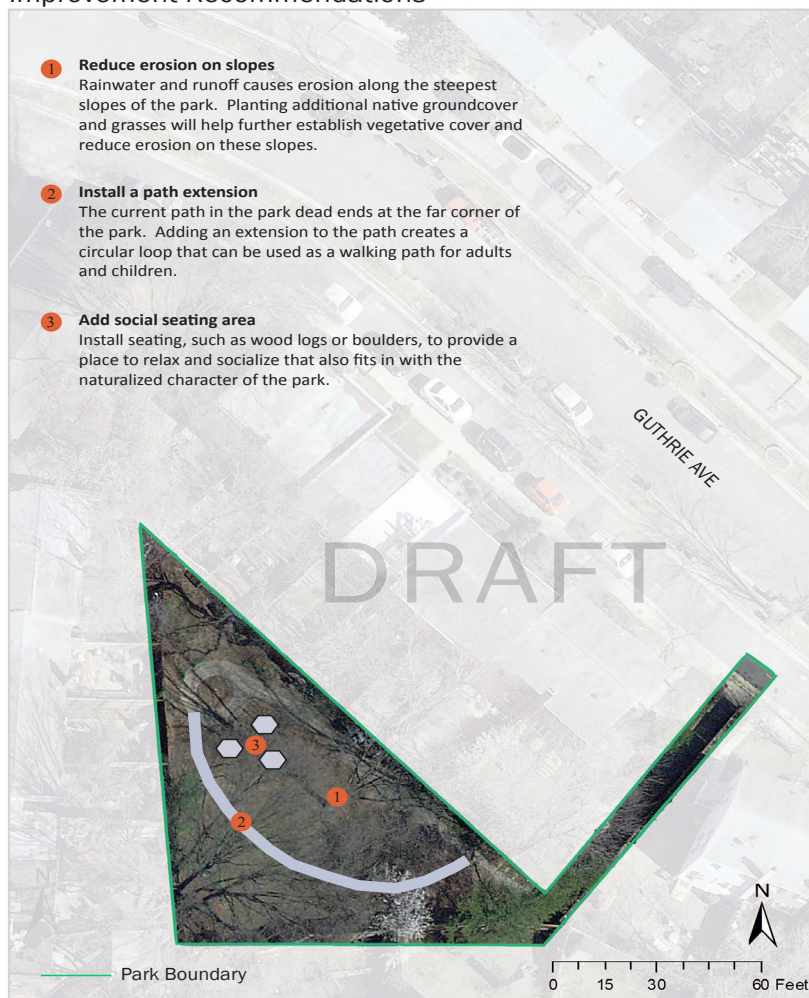 Improvement Recommendations
1 Reduce erosion on slopes
Rainwater and runoff causes erosion along the steepest
slopes of the park. Planting additional native groundcover
and grasses will help further establish vegetative cover and
reduce erosion on these slopes.
2 Install a path extension
The current path in the park dead ends at the far corner of
the park. Adding an extension to the path creates a
circular loop that can be used as a walking path for adults
and children.
3 Add social seating area
Install seating, such as wood logs or boulders, to provide a
place to relax and socialize that also fits in with the
naturalized character of the park.
GUTHRIE AVE
DRAFT
3
1
2
N
N
Park Boundary
0 15 30 60 Feet